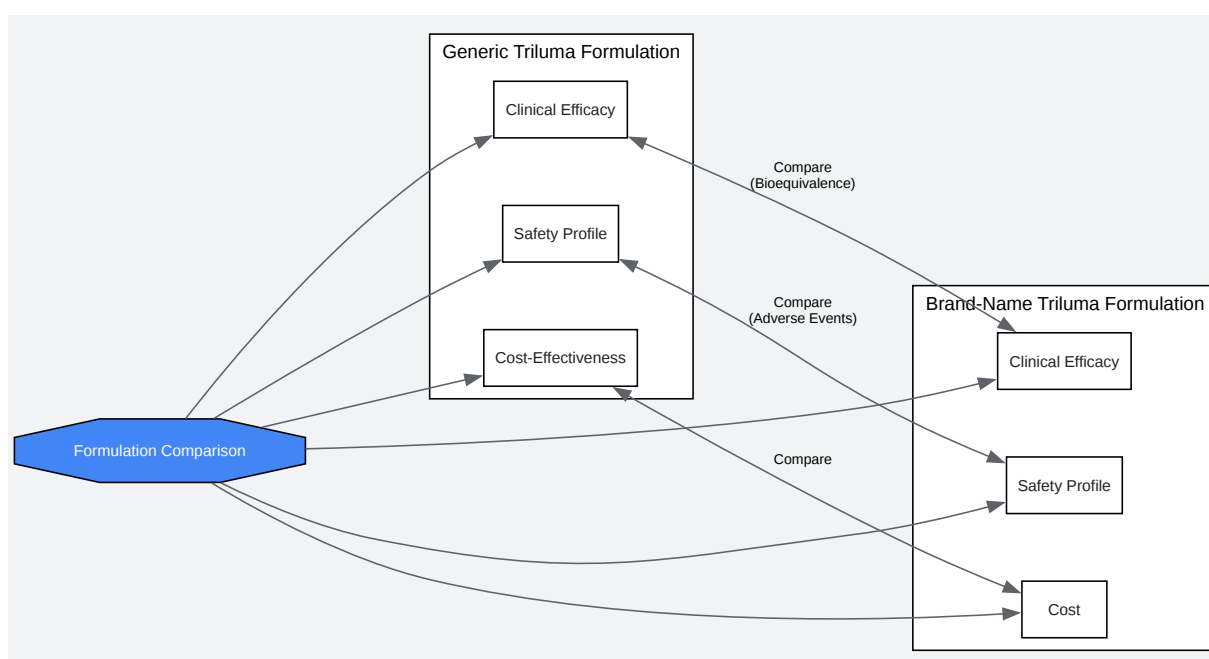 Generic Triluma Formulation
Clinical Efficacy
Safety Profile
Cost-Effectiveness
Compare
(Bioequivalence)
Compare
(Adverse Events)
Compare
Formulation Comparison
Brand-Name Triluma Formulation
Clinical Efficacy
Safety Profile
Cost